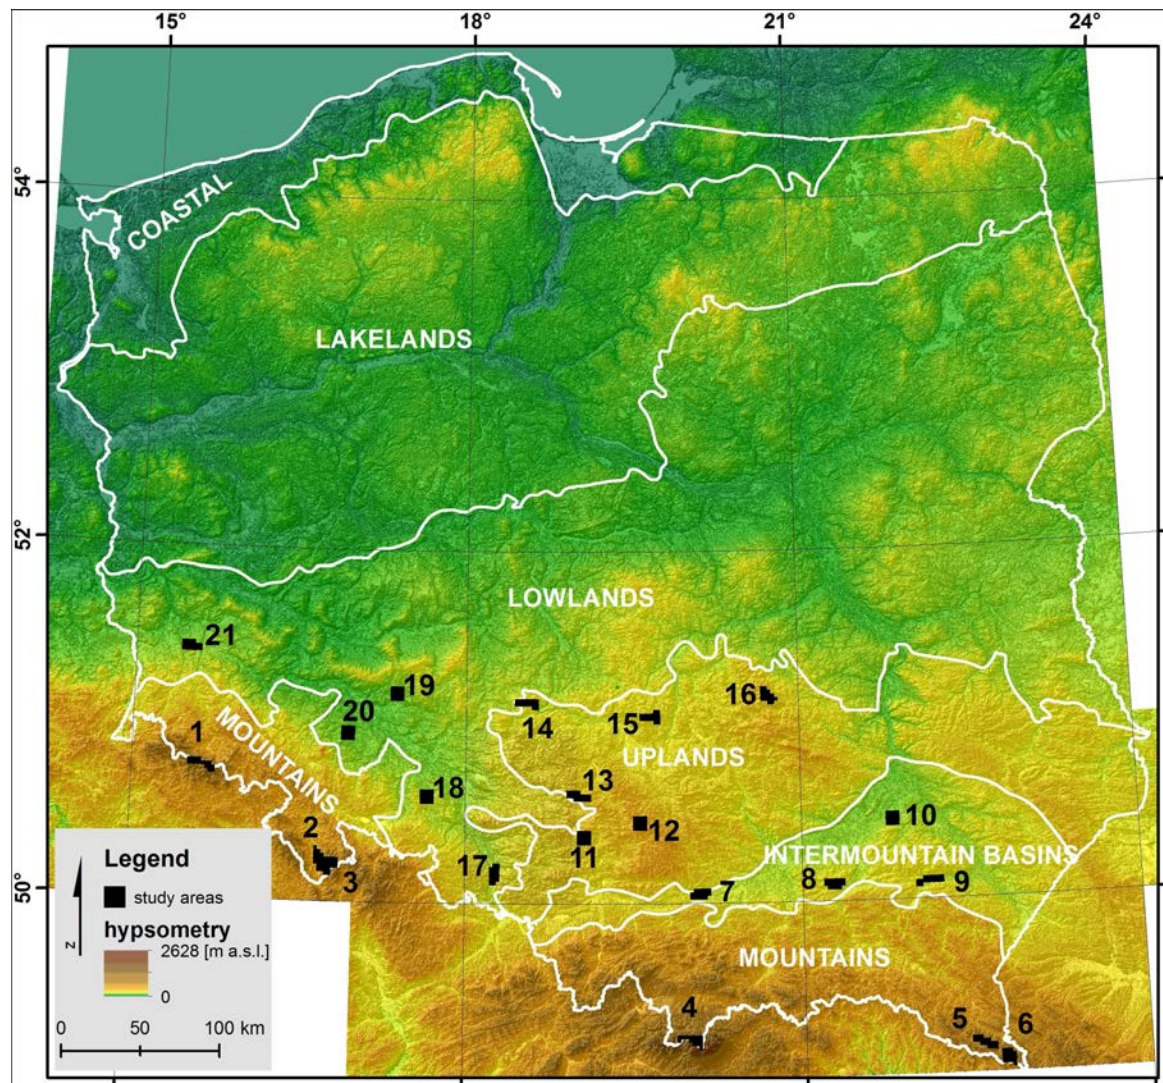 15°
18°
21°
24°
54°
COASTAL
LAKELANDS
52°
LOWLANDS
21
19
20
16
14
15
MOUNTAINS
UPLANDS
1
13
18
10
12
2
11
INTERMOUNTAIN BASINS
17
3
8
9
7
50°
MOUNTAINS
4
5
6
Legend
study areas
hypsometry
2628 [m a.s.l.]
0
z
0
50
100 km